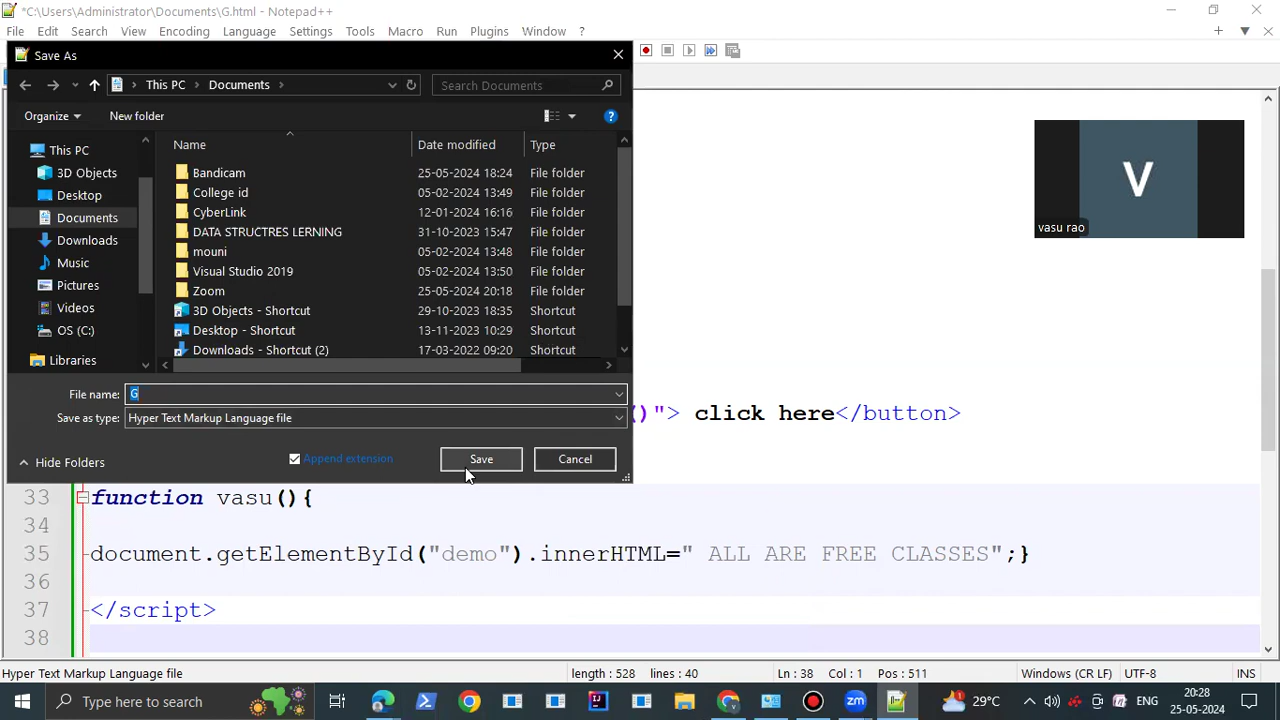 *C:\Users\Administrator\Documents\G.html - Notepad++
File Edit Search View Encoding Language Settings Tools Macro Run Plugins Window ?
Save As
This PC Documents
Search Documents
Organize New folder
Name Date modified Type
This PC
3D Objects
Desktop
Documents
Downloads
Music
Pictures
Videos
OS (C:)
Libraries
Bandicam 25-05-2024 18:24 File folder
College id 05-02-2024 13:49 File folder
CyberLink 12-01-2024 16:16 File folder
DATA STRUCTRES LERNING 31-10-2023 15:47 File folder
mouni 05-02-2024 13:48 File folder
Visual Studio 2019 05-02-2024 13:50 File folder
Zoom 25-05-2024 20:18 File folder
3D Objects - Shortcut 29-10-2023 18:35 Shortcut
Desktop - Shortcut 13-11-2023 10:29 Shortcut
Downloads - Shortcut (2) 17-03-2022 09:20 Shortcut
File name: G
Save as type: Hyper Text Markup Language file
Hide Folders
Append extension
Save Cancel
V
vasu rao
()"> click here</button>
33 function vasu(){
34
35 document.getElementById("demo").innerHTML=" ALL ARE FREE CLASSES";}
36
37 </script>
38
Hyper Text Markup Language file length : 528 lines : 40 Ln : 38 Col : 1 Pos : 511 Windows (CR LF) UTF-8 INS
Type here to search
29°C
ENG
20:28
25-05-2024